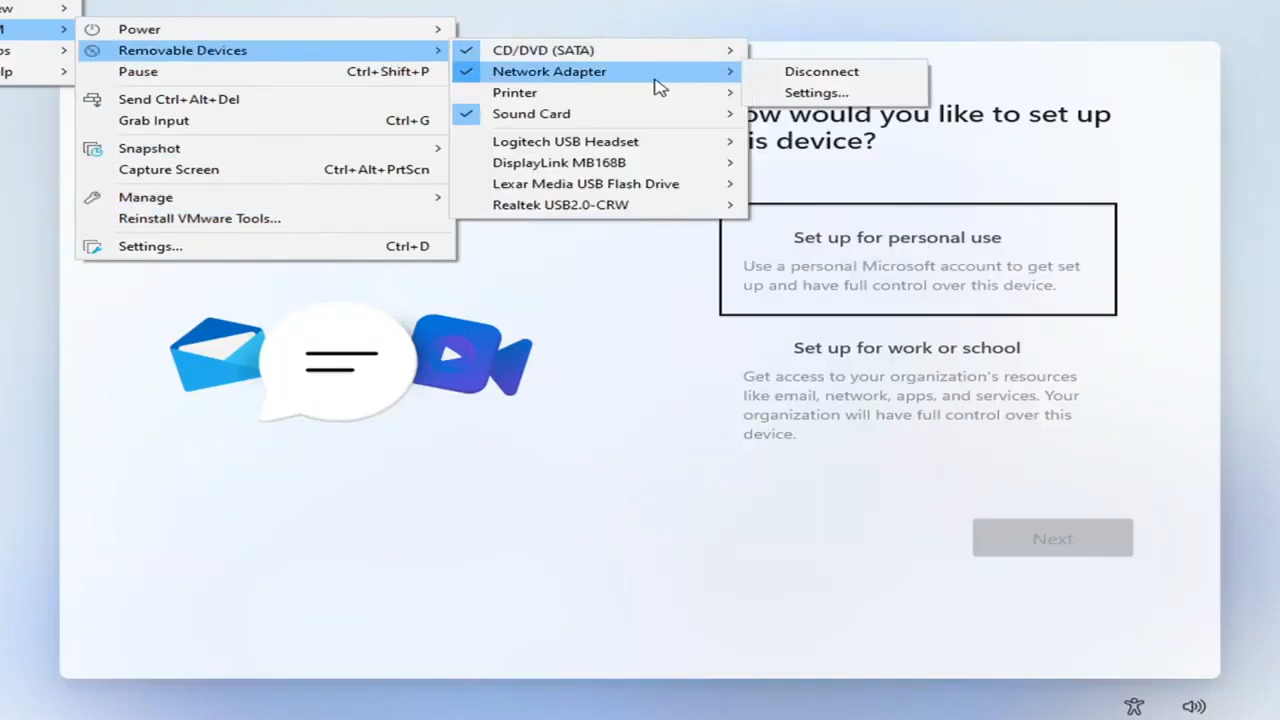 ew
M
ps
lp
Power
Removable Devices
Pause Ctrl+Shift+P
Send Ctrl+Alt+Del
Grab Input Ctrl+G
Snapshot
Capture Screen Ctrl+Alt+PrtScn
Manage
Reinstall VMware Tools...
Settings... Ctrl+D
CD/DVD (SATA)
Network Adapter
Printer
Sound Card
Logitech USB Headset
DisplayLink MB168B
Lexar Media USB Flash Drive
Realtek USB2.0-CRW
Disconnect
Settings...
ow would you like to set up
is device?
Set up for personal use
Use a personal Microsoft account to get set
up and have full control over this device.
Set up for work or school
Get access to your organization's resources
like email, network, apps, and services. Your
organization will have full control over this
device.
Next